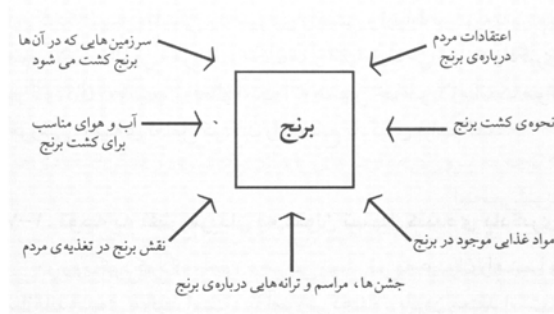 اعتقادات مردم
درباره‌ی برنج
سرزمین‌هایی که در آن‌ها
برنج کشت می شود
برنج
نحوه‌ی کشت برنج
آب و هوای مناسب
برای کشت برنج
مواد غذایی موجود در برنج
نقش برنج در تغذیه‌ی مردم
جشن‌ها، مراسم و ترانه‌هایی درباره‌ی برنج